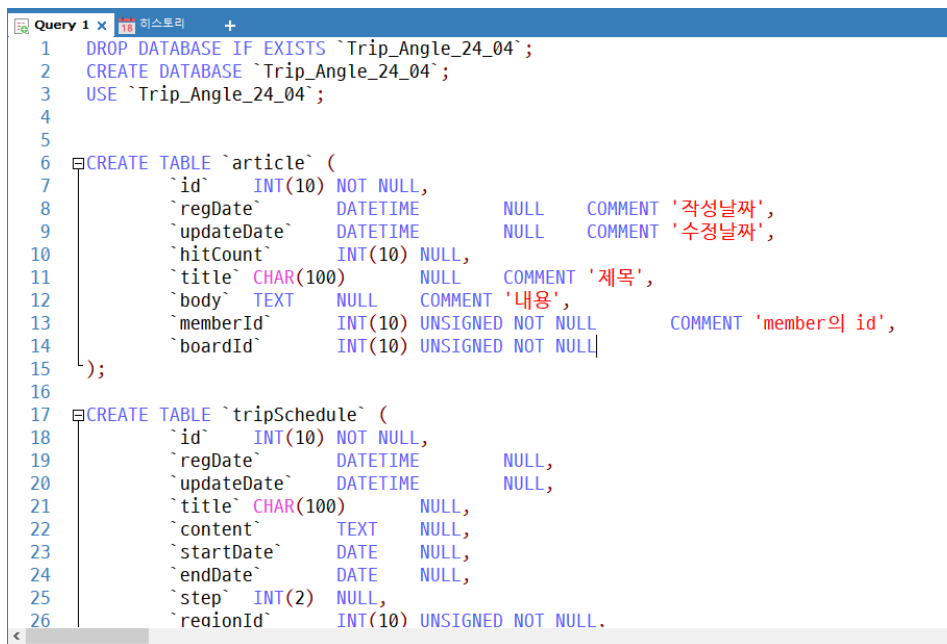 Query 1 × 18 히스토리 +
1 DROP DATABASE IF EXISTS `Trip_Angle_24_04`;
2 CREATE DATABASE `Trip_Angle_24_04`;
3 USE `Trip_Angle_24_04`;
4
5
6 CREATE TABLE `article` (
7 `id` INT(10) NOT NULL,
8 `regDate` DATETIME NULL COMMENT '작성날짜',
9 `updateDate` DATETIME NULL COMMENT '수정날짜',
10 `hitCount` INT(10) NULL,
11 `title` CHAR(100) NULL COMMENT '제목',
12 `body` TEXT NULL COMMENT '내용',
13 `memberId` INT(10) UNSIGNED NOT NULL COMMENT 'member의 id',
14 `boardId` INT(10) UNSIGNED NOT NULL
15 );
16
17 CREATE TABLE `tripSchedule` (
18 `id` INT(10) NOT NULL,
19 `regDate` DATETIME NULL,
20 `updateDate` DATETIME NULL,
21 `title` CHAR(100) NULL,
22 `content` TEXT NULL,
23 `startDate` DATE NULL,
24 `endDate` DATE NULL,
25 `step` INT(2) NULL,
26 `regionId` INT(10) UNSIGNED NOT NULL,